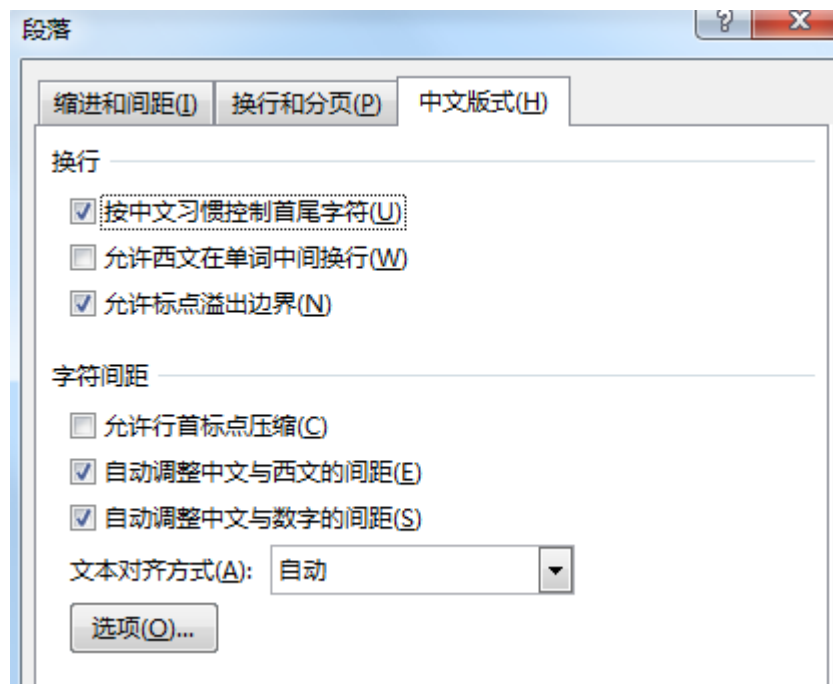 段落
缩进和间距(I) 换行和分页(P) 中文版式(H)
换行
按中文习惯控制首尾字符(U)
允许西文在单词中间换行(W)
允许标点溢出边界(N)
字符间距
允许行首标点压缩(C)
自动调整中文与西文的间距(E)
自动调整中文与数字的间距(S)
文本对齐方式(A): 自动
选项(O)...